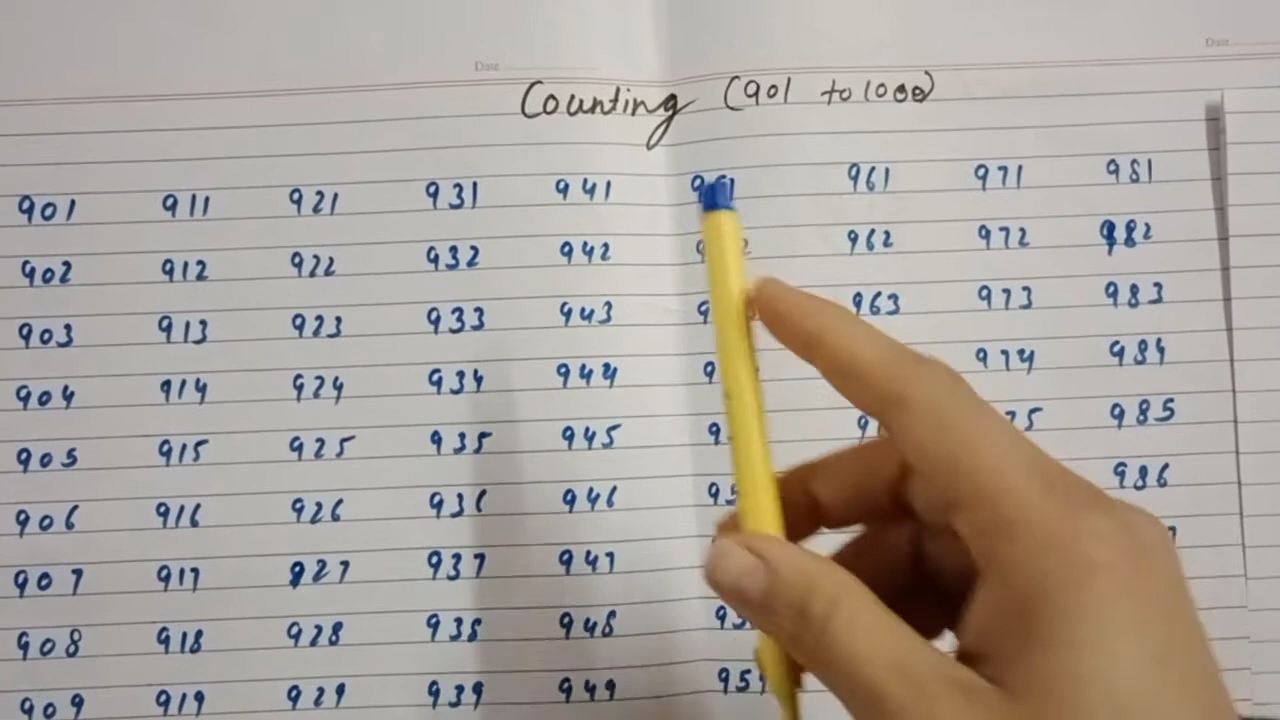 Date
Date
Counting (901 to 1000)
901 911 921 931 941 961 971 981
902 912 922 932 942 962 972 982
903 913 923 933 943 963 973 983
904 914 924 934 944 974 984
905 915 925 935 945 985
906 916 926 936 946 986
907 917 927 937 947
908 918 928 938 948
909 919 929 939 949 959